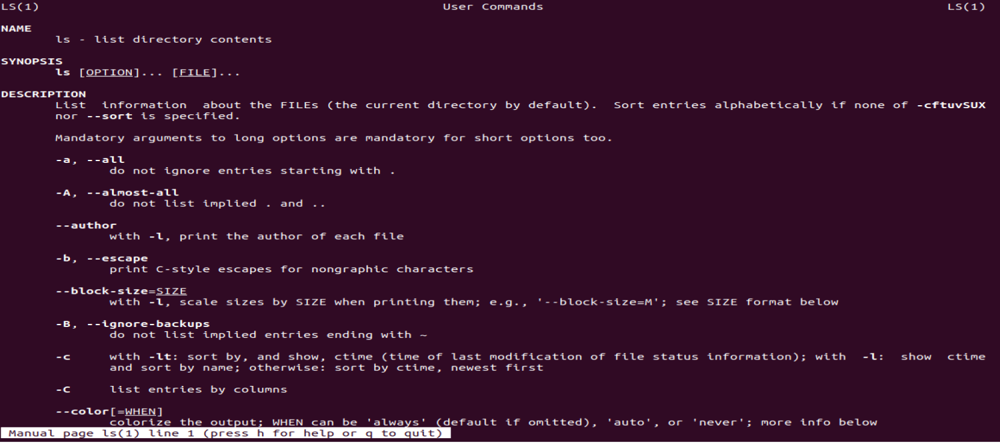 LS(1) User Commands LS(1)
NAME
ls - list directory contents
SYNOPSIS
ls [OPTION]... [FILE]...
DESCRIPTION
List information about the FILEs (the current directory by default). Sort entries alphabetically if none of -cftuvSUX
nor --sort is specified.
Mandatory arguments to long options are mandatory for short options too.
-a, --all
do not ignore entries starting with .
-A, --almost-all
do not list implied . and ..
--author
with -l, print the author of each file
-b, --escape
print C-style escapes for nongraphic characters
--block-size=SIZE
with -l, scale sizes by SIZE when printing them; e.g., '--block-size=M'; see SIZE format below
-B, --ignore-backups
do not list implied entries ending with ~
-c with -lt: sort by, and show, ctime (time of last modification of file status information); with -l: show ctime
and sort by name; otherwise: sort by ctime, newest first
-C list entries by columns
--color[=WHEN]
colorize the output; WHEN can be 'always' (default if omitted), 'auto', or 'never'; more info below
Manual page ls(1) line 1 (press h for help or q to quit)